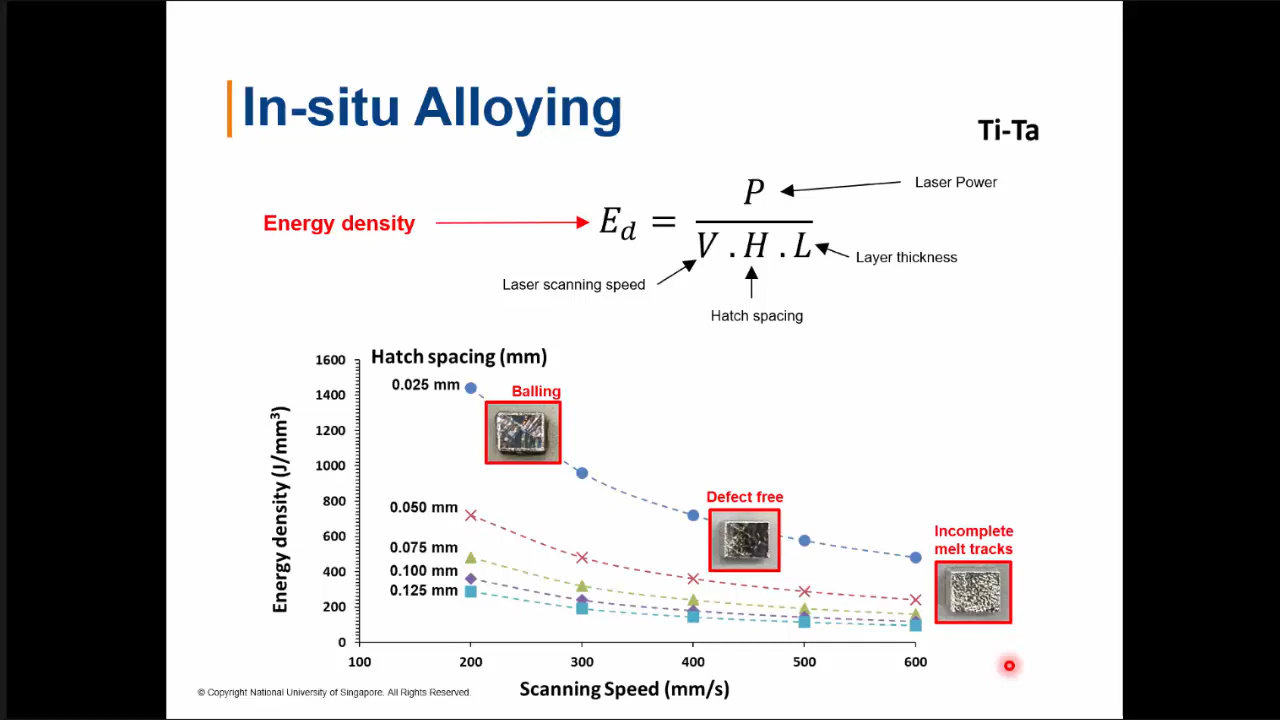 In-situ Alloying
Ti-Ta
P
Laser Power
Energy density
E_d =
V . H . L
Layer thickness
Laser scanning speed
Hatch spacing
Hatch spacing (mm)
Energy density (J/mm³)
1600
1400
1200
1000
800
600
400
200
0
0.025 mm
Balling
0.050 mm
Defect free
0.075 mm
0.100 mm
0.125 mm
Incomplete
melt tracks
100 200 300 400 500 600
Scanning Speed (mm/s)
© Copyright National University of Singapore. All Rights Reserved.